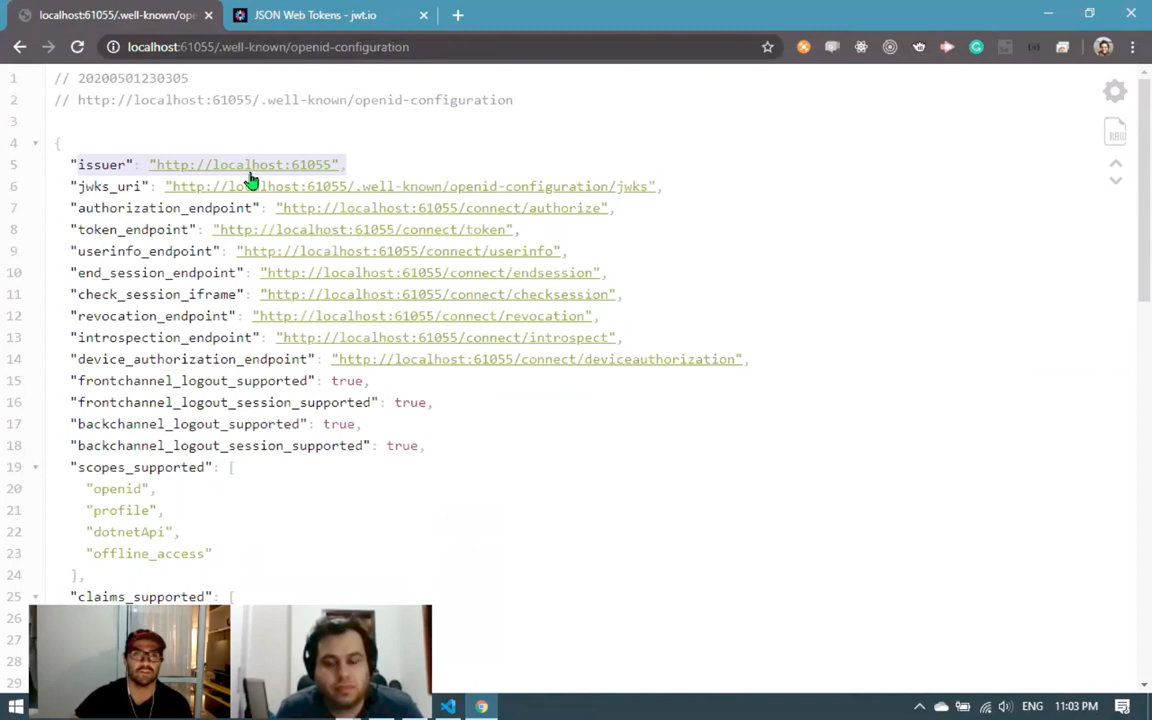 localhost:61055/.well-known/ope
JSON Web Tokens - jwt.io
localhost:61055/.well-known/openid-configuration
1 // 20200501230305
2 // http://localhost:61055/.well-known/openid-configuration
3
4 {
5 "issuer": "http://localhost:61055",
6 "jwks_uri": "http://localhost:61055/.well-known/openid-configuration/jwks",
7 "authorization_endpoint": "http://localhost:61055/connect/authorize",
8 "token_endpoint": "http://localhost:61055/connect/token",
9 "userinfo_endpoint": "http://localhost:61055/connect/userinfo",
10 "end_session_endpoint": "http://localhost:61055/connect/endsession",
11 "check_session_iframe": "http://localhost:61055/connect/checksession",
12 "revocation_endpoint": "http://localhost:61055/connect/revocation",
13 "introspection_endpoint": "http://localhost:61055/connect/introspect",
14 "device_authorization_endpoint": "http://localhost:61055/connect/deviceauthorization",
15 "frontchannel_logout_supported": true,
16 "frontchannel_logout_session_supported": true,
17 "backchannel_logout_supported": true,
18 "backchannel_logout_session_supported": true,
19 "scopes_supported": [
20 "openid",
21 "profile",
22 "dotnetApi",
23 "offline_access"
24 ],
25 "claims_supported": [
26
27
28
29
RAW
ENG
11:03 PM